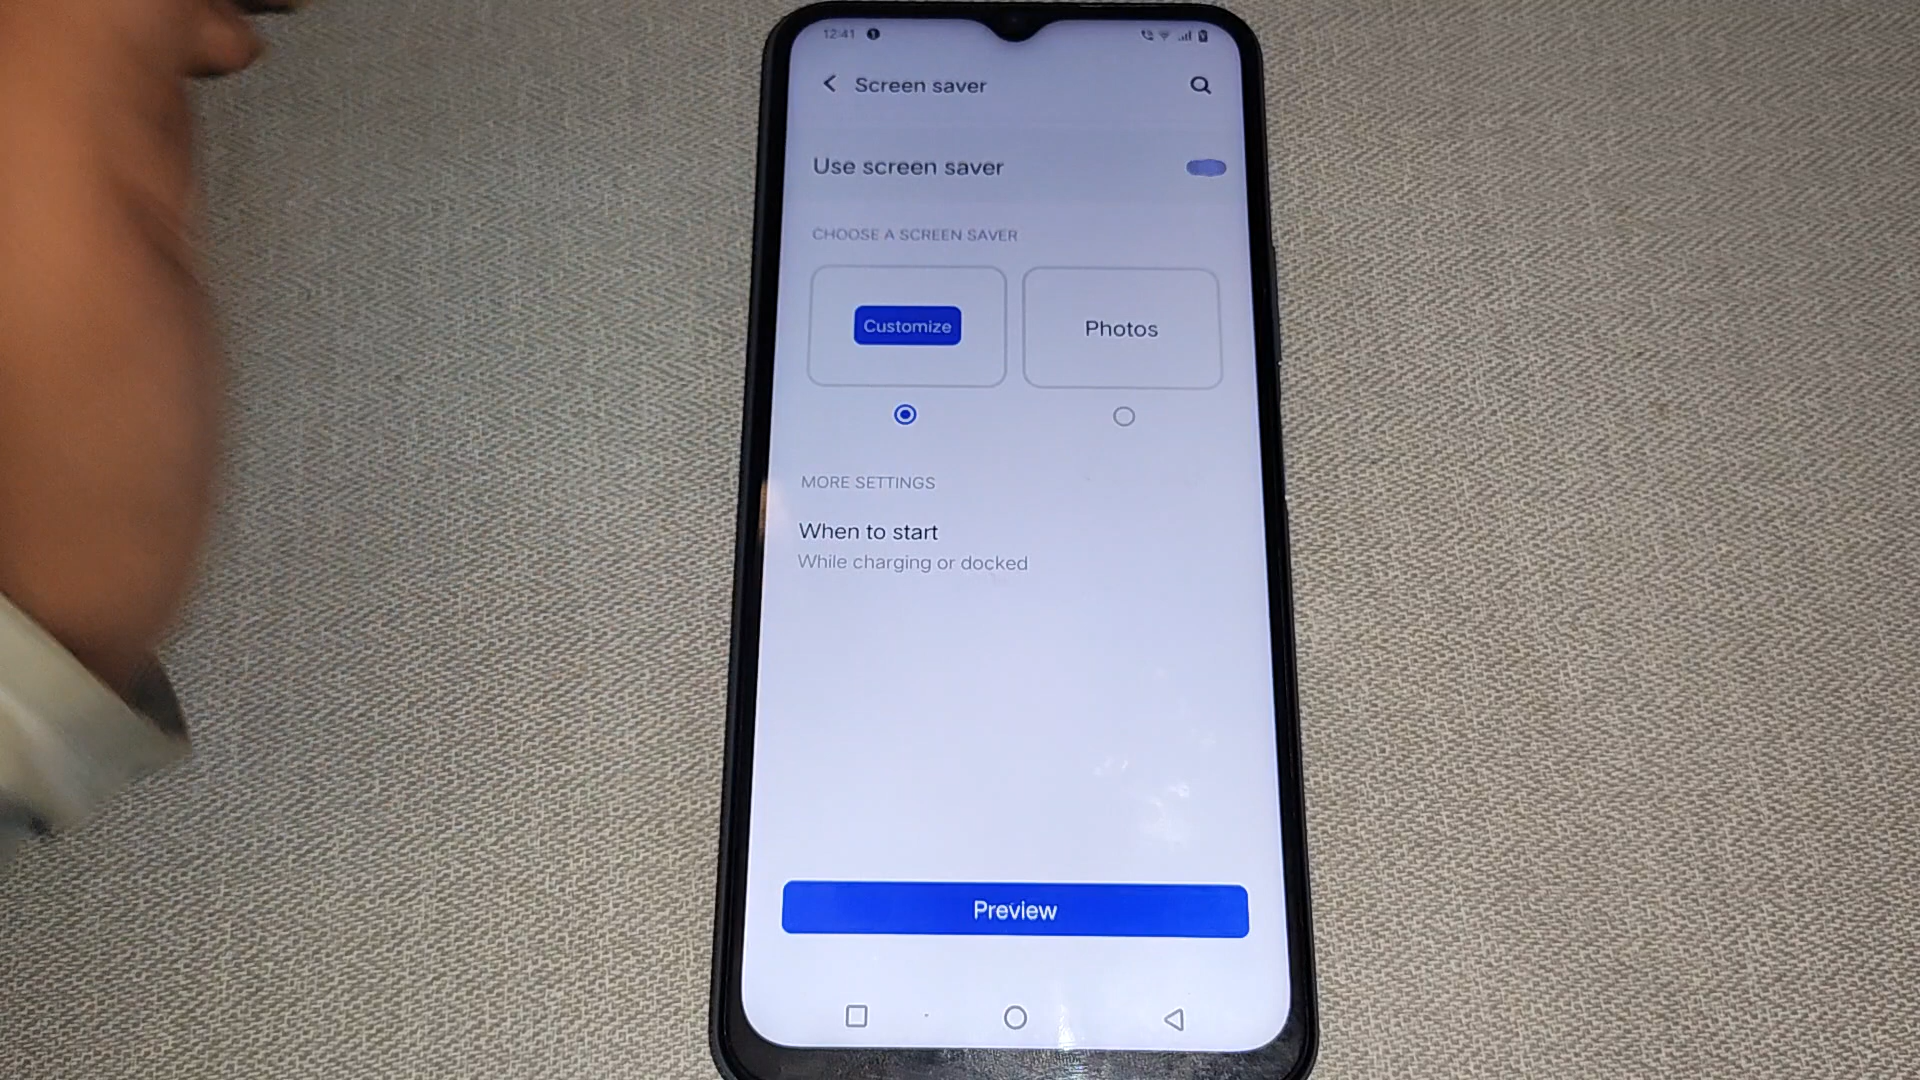 12:41
Screen saver
Use screen saver
CHOOSE A SCREEN SAVER
Customize
Photos
MORE SETTINGS
When to start
While charging or docked
Preview